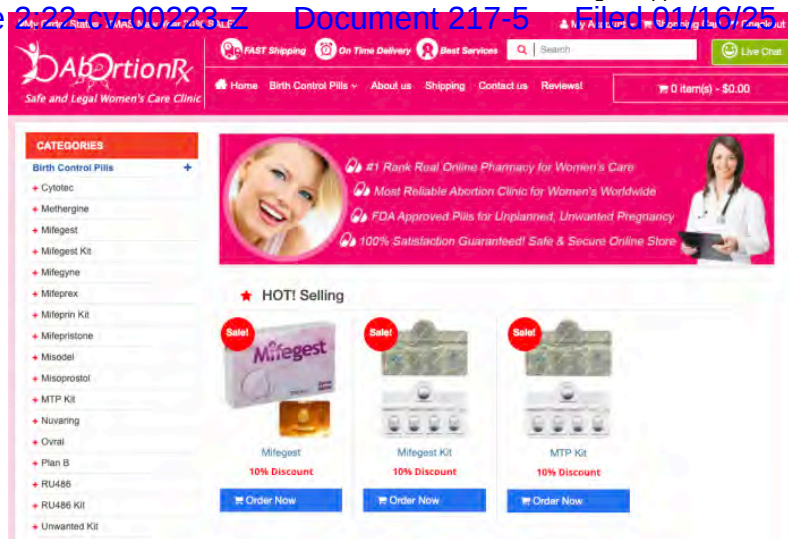 2:22-cv-00223-Z Document 217-5 Filed 01/16/25
FAST Shipping On Time Delivery Best Services Search Live Chat
AbOrtionRx
Safe and Legal Women's Care Clinic
Home Birth Control Pills About us Shipping Contact us Reviews! 0 item(s) - $0.00
CATEGORIES
Birth Control Pills +
+ Cytotec
+ Methergine
+ Mifegest
+ Mifegest Kit
+ Mifegyne
+ Mifeprex
+ Mifeprin Kit
+ Mifepristone
+ Misodel
+ Misoprostol
+ MTP Kit
+ Nuvaring
+ Ovral
+ Plan B
+ RU486
+ RU486 Kit
+ Unwanted Kit
#1 Rank Real Online Pharmacy for Women's Care
Most Reliable Abortion Clinic for Women's Worldwide
FDA Approved Pills for Unplanned, Unwanted Pregnancy
100% Satisfaction Guaranteed! Safe & Secure Online Store
HOT! Selling
Sale! Sale! Sale!
Mifegest
Mifegest Mifegest Kit MTP Kit
10% Discount 10% Discount 10% Discount
Order Now Order Now Order Now